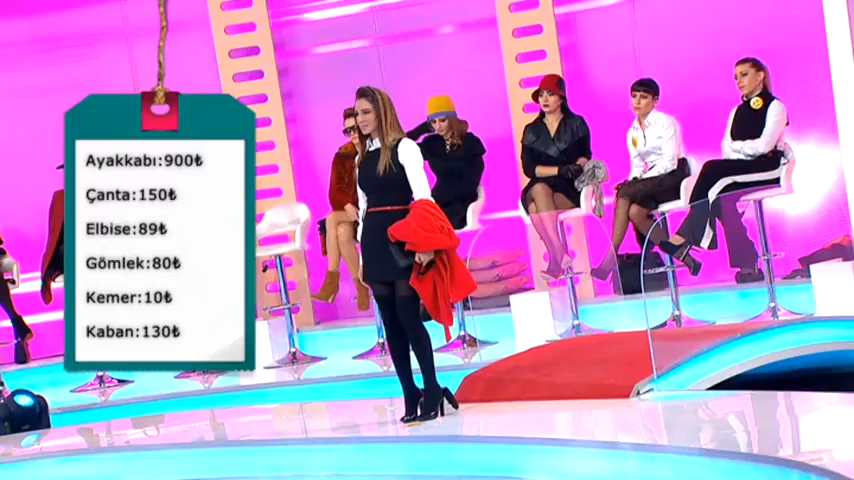 Ayakkabı:900₺
Çanta:150₺
Elbise:89₺
Gömlek:80₺
Kemer:10₺
Kaban:130₺